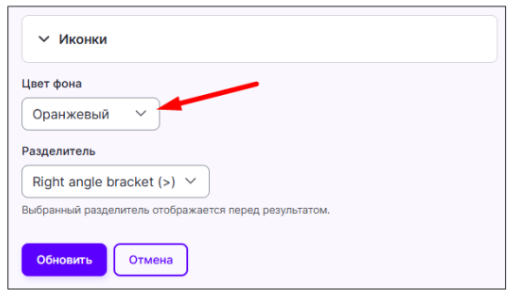 Иконки
Цвет фона
Оранжевый
Разделитель
Right angle bracket (>)
Выбранный разделитель отображается перед результатом.
Обновить Отмена